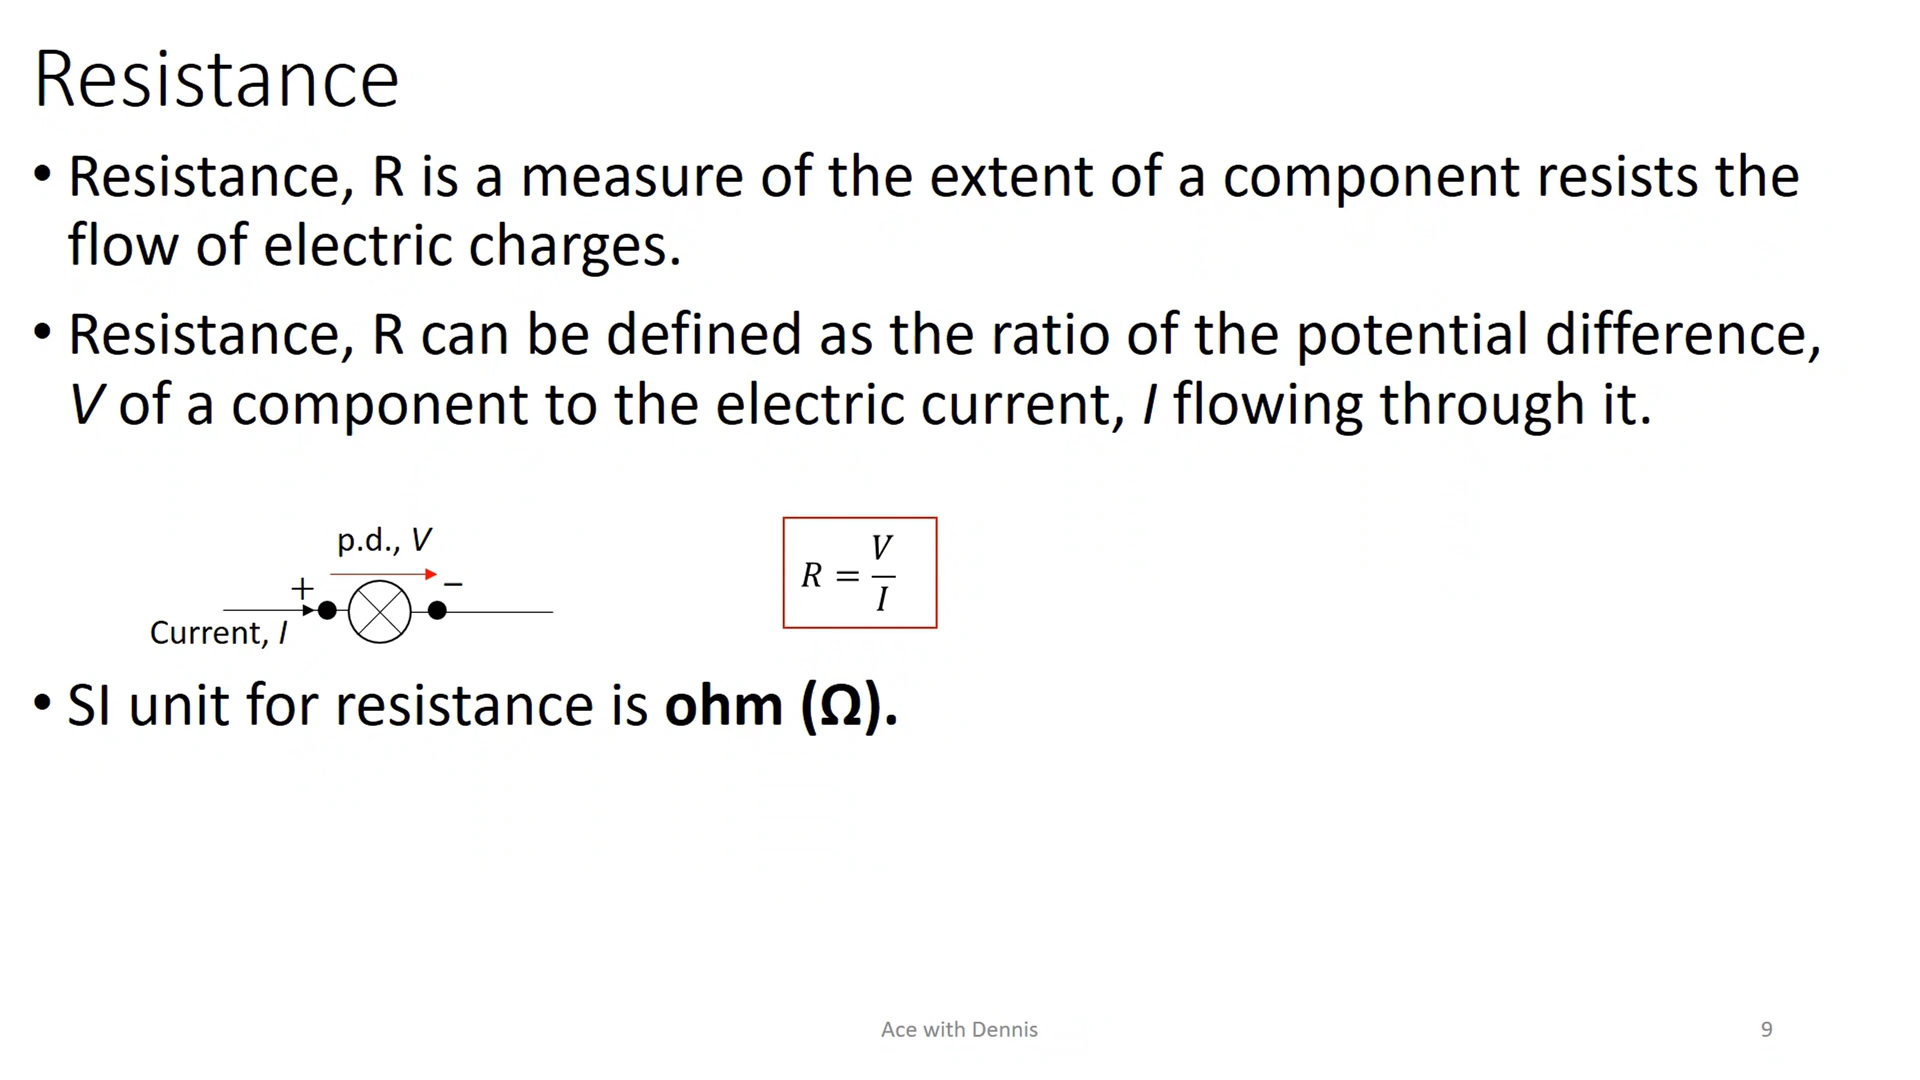 Resistance
• Resistance, R is a measure of the extent of a component resists the
flow of electric charges.
• Resistance, R can be defined as the ratio of the potential difference,
V of a component to the electric current, I flowing through it.
p.d., V
+
−
Current, I
R = V/I
• SI unit for resistance is ohm (Ω).
Ace with Dennis
9